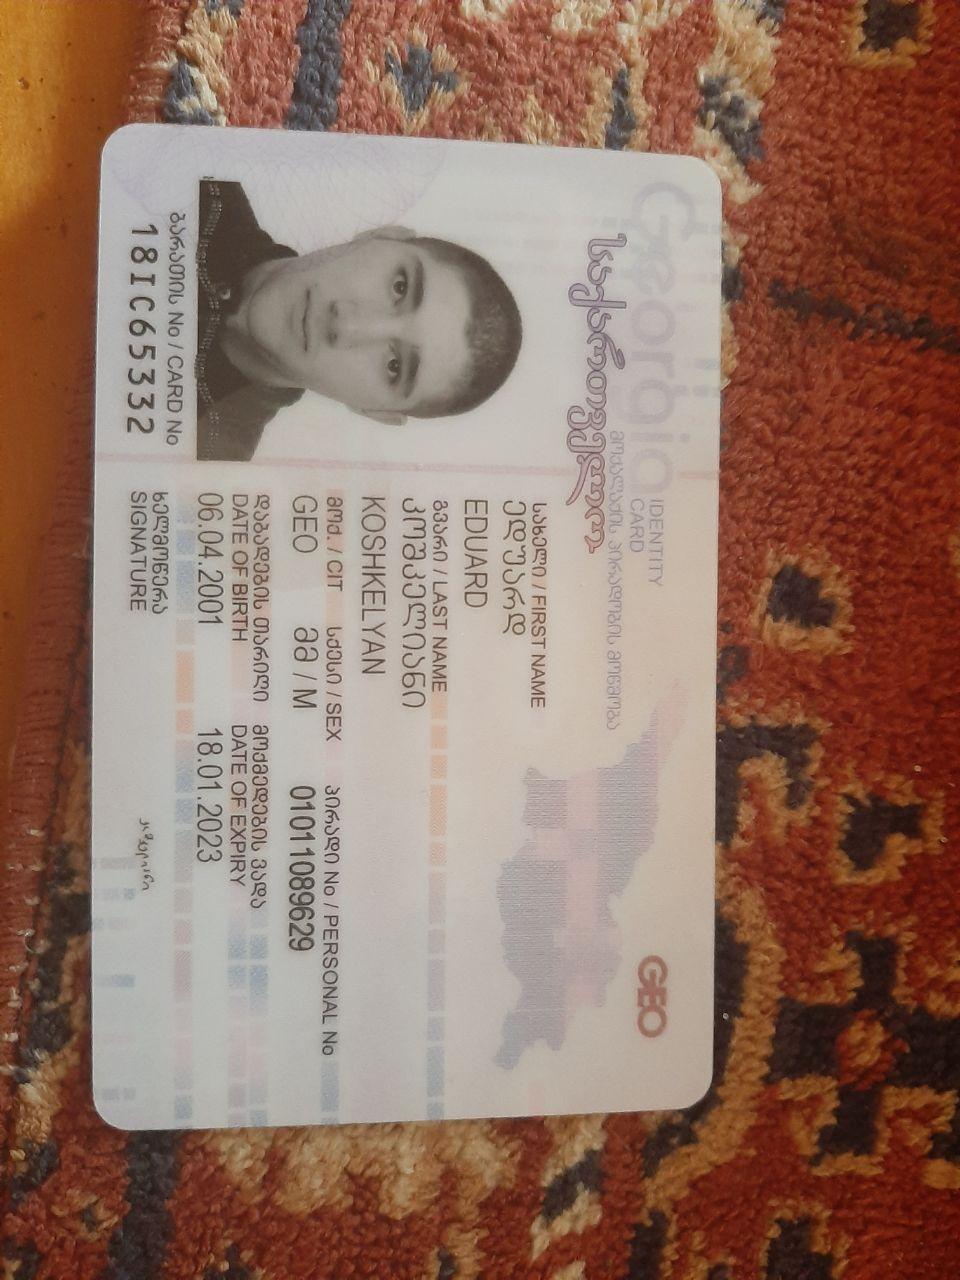 Georgia
IDENTITY
CARD
GEO
მოქალაქის პირადობის მოწმობა
საქართველო
სახელი / FIRST NAME
ედუარდ
EDUARD
გვარი / LAST NAME
კოშკელიანი
KOSHKELYAN
მოქ. / CIT სქესი / SEX პირადი No / PERSONAL No
GEO მმ / M 01011089629
დაბადების თარიღი მოქმედების ვადა
DATE OF BIRTH DATE OF EXPIRY
06.04.2001 18.01.2023
ბარათის No / CARD No
18IC65332
ხელმოწერა
SIGNATURE